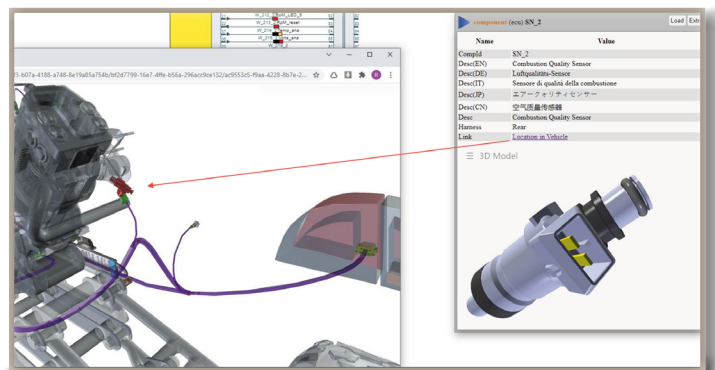 W_213_RpM_LED_5
W_213_RpM_reset
component (ecu) SN_2
Load
Name Value
CompId SN_2
Desc(EN) Combustion Quality Sensor
Desc(DE) Luftqualitäts-Sensor
Desc(IT) Sensore di qualità della combustione
Desc(JP) エアークォリティセンサー
Desc(CN) 空气质量传感器
Desc Combustion Quality Sensor
Harness Rear
Link Location in Vehicle
3D Model
R